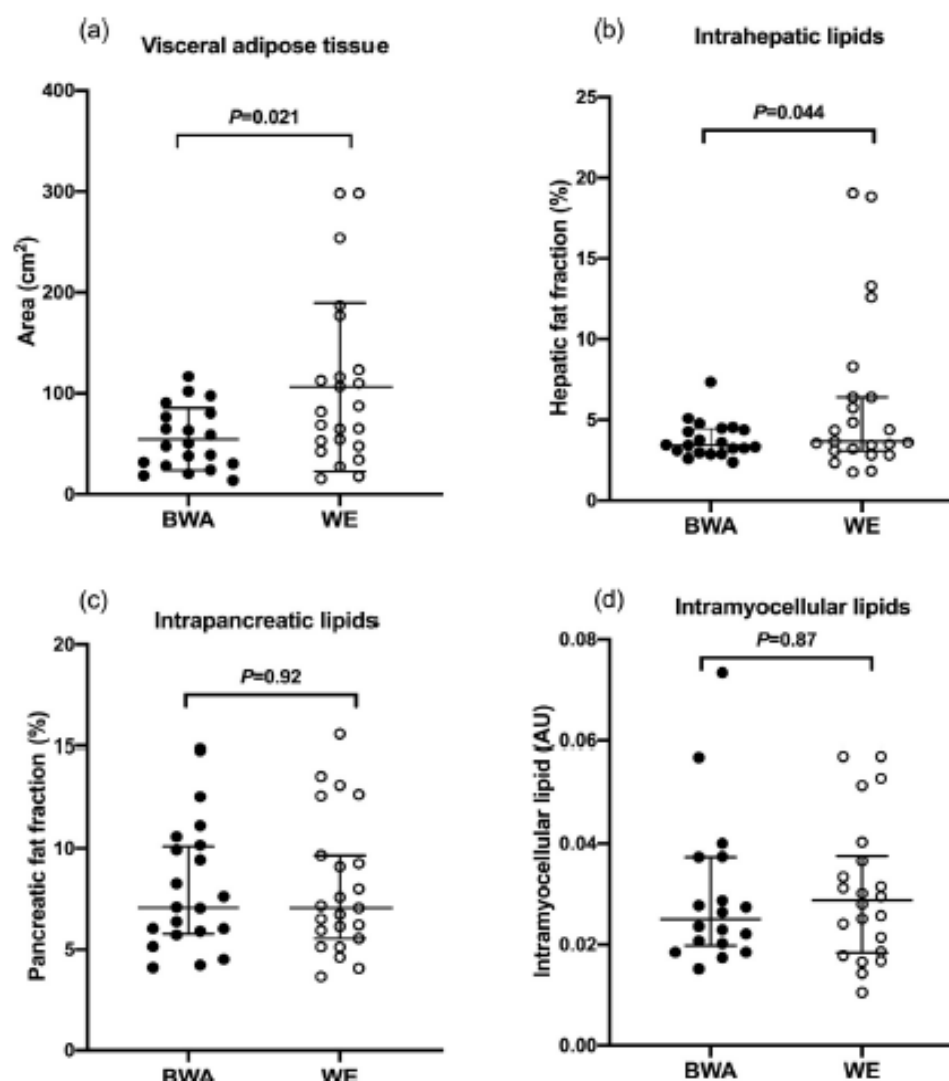 (a)
Visceral adipose tissue
400
300
200
100
0
Area (cm²)
P=0.021
BWA
WE
(b)
Intrahepatic lipids
25
20
15
10
5
0
Hepatic fat fraction (%)
P=0.044
BWA
WE
(c)
Intrapancreatic lipids
20
15
10
5
0
Pancreatic fat fraction (%)
P=0.92
BWA
WE
(d)
Intramyocellular lipids
0.08
0.06
0.04
0.02
0.00
Intramyocellular lipid (AU)
P=0.87
BWA
WE